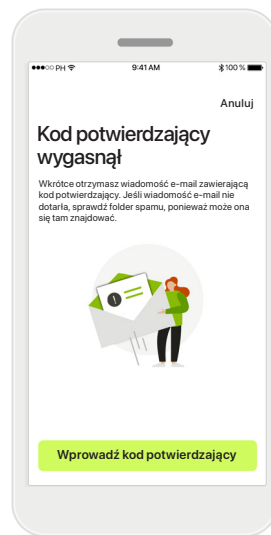 PH 9:41 AM 100 %
Anuluj
Kod potwierdzający
wygasnął
Wkrótce otrzymasz wiadomość e-mail zawierającą
kod potwierdzający. Jeśli wiadomość e-mail nie
dotarła, sprawdź folder spamu, ponieważ może ona
się tam znajdować.
Wprowadź kod potwierdzający